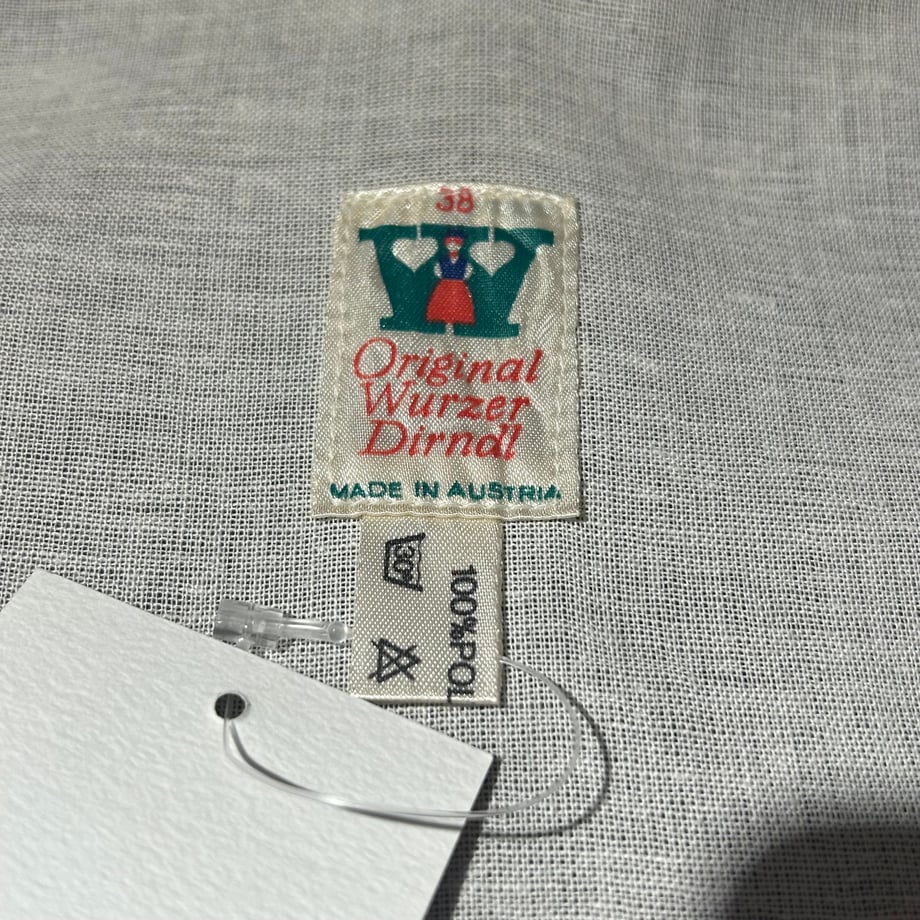 38
Original
Wurzer
Dirndl
MADE IN AUSTRIA
30°
100%POL